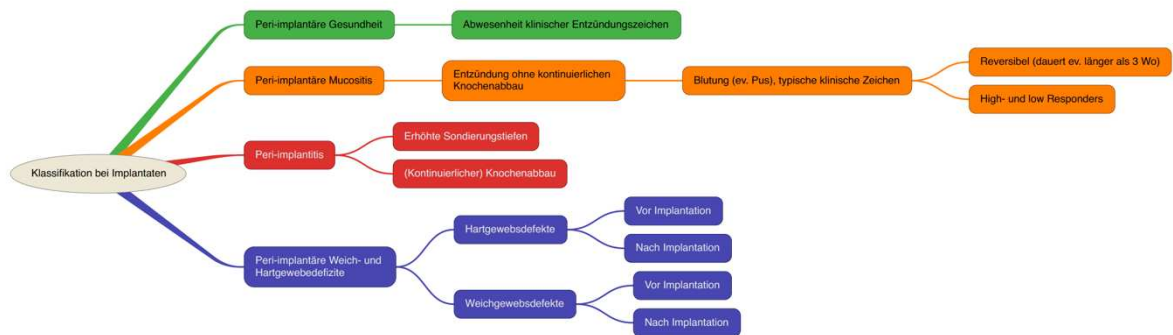 Klassifikation bei Implantaten
Peri-implantäre Gesundheit
Abwesenheit klinischer Entzündungszeichen
Peri-implantäre Mucositis
Entzündung ohne kontinuierlichen
Knochenabbau
Blutung (ev. Pus), typische klinische Zeichen
Reversibel (dauert ev. länger als 3 Wo)
High- und low Responders
Peri-implantitis
Erhöhte Sondierungstiefen
(Kontinuierlicher) Knochenabbau
Peri-implantäre Weich- und
Hartgewebedefizite
Hartgewebsdefekte
Vor Implantation
Nach Implantation
Weichgewebsdefekte
Vor Implantation
Nach Implantation